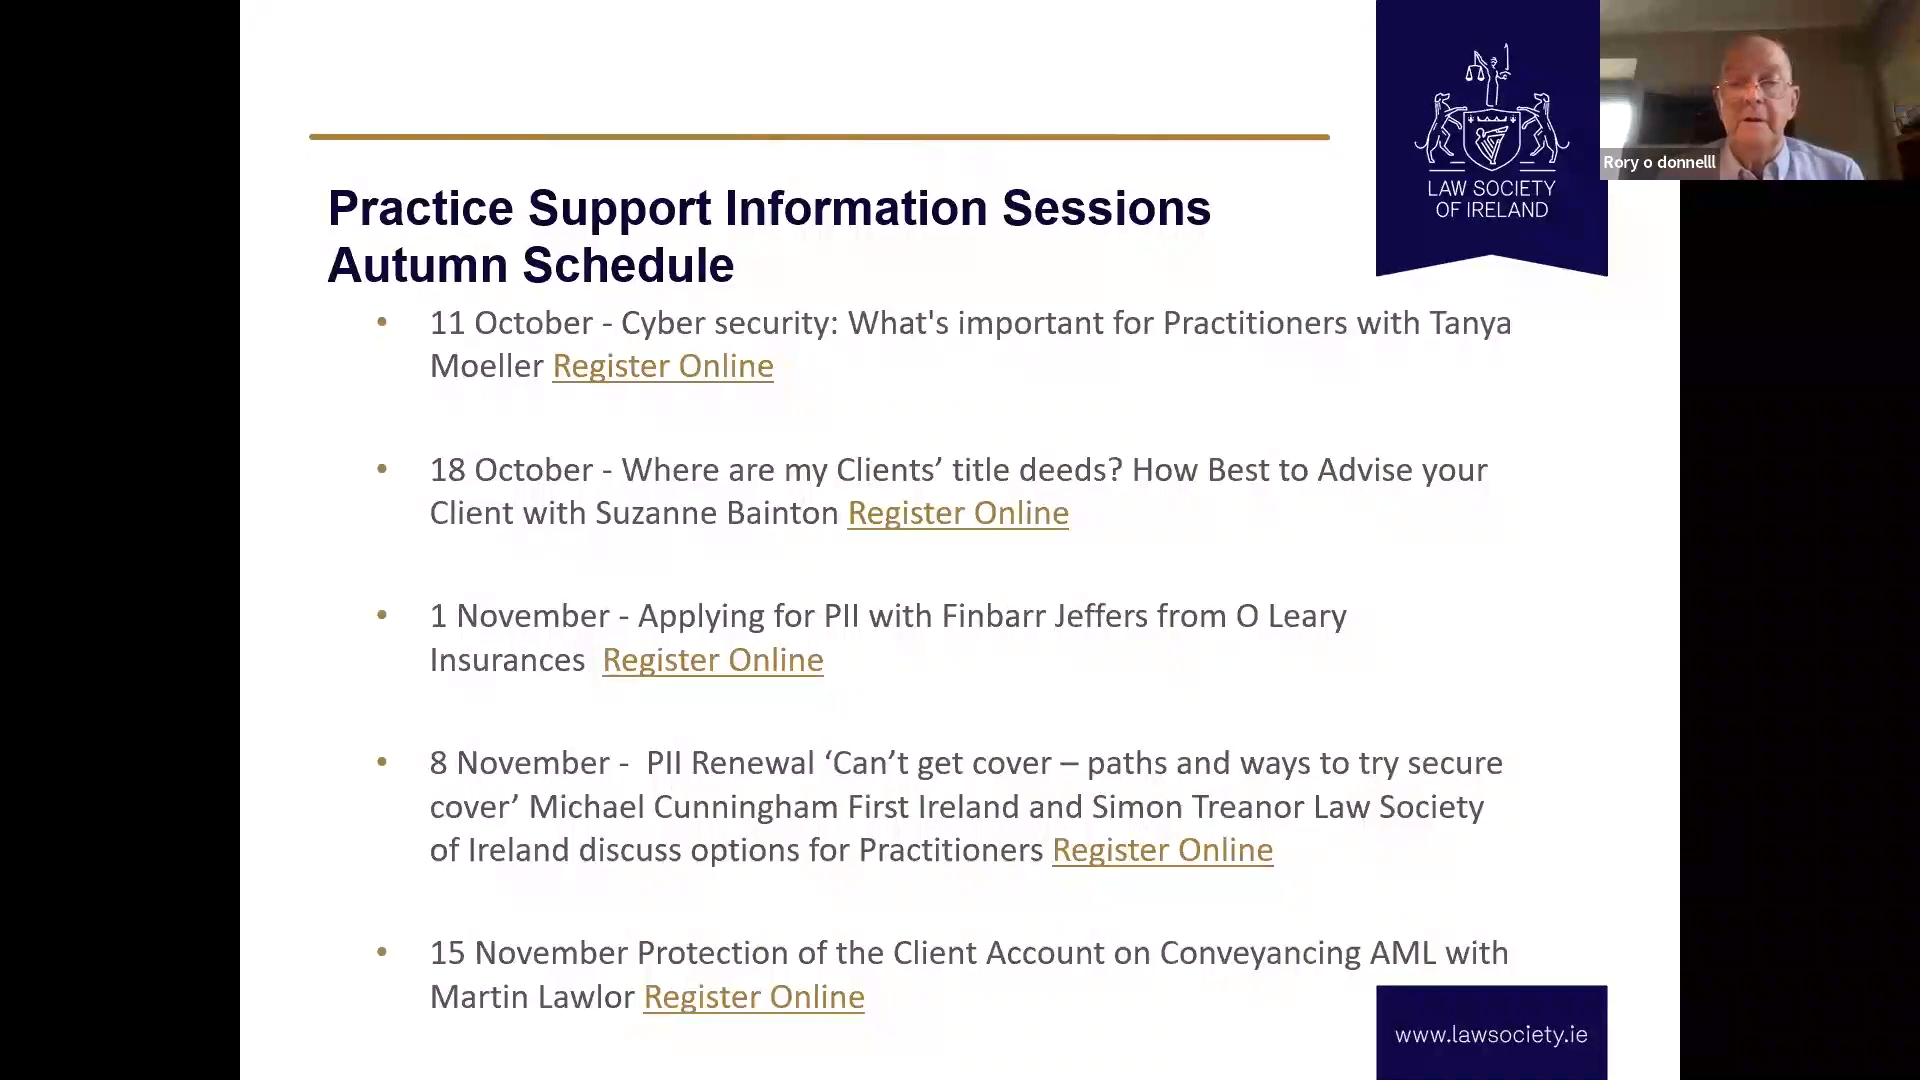 LAW SOCIETY
OF IRELAND
Rory o donnelll
Practice Support Information Sessions
Autumn Schedule
• 11 October - Cyber security: What's important for Practitioners with Tanya
Moeller Register Online
• 18 October - Where are my Clients’ title deeds? How Best to Advise your
Client with Suzanne Bainton Register Online
• 1 November - Applying for PII with Finbarr Jeffers from O Leary
Insurances  Register Online
• 8 November -  PII Renewal ‘Can’t get cover – paths and ways to try secure
cover’ Michael Cunningham First Ireland and Simon Treanor Law Society
of Ireland discuss options for Practitioners Register Online
• 15 November Protection of the Client Account on Conveyancing AML with
Martin Lawlor Register Online
www.lawsociety.ie